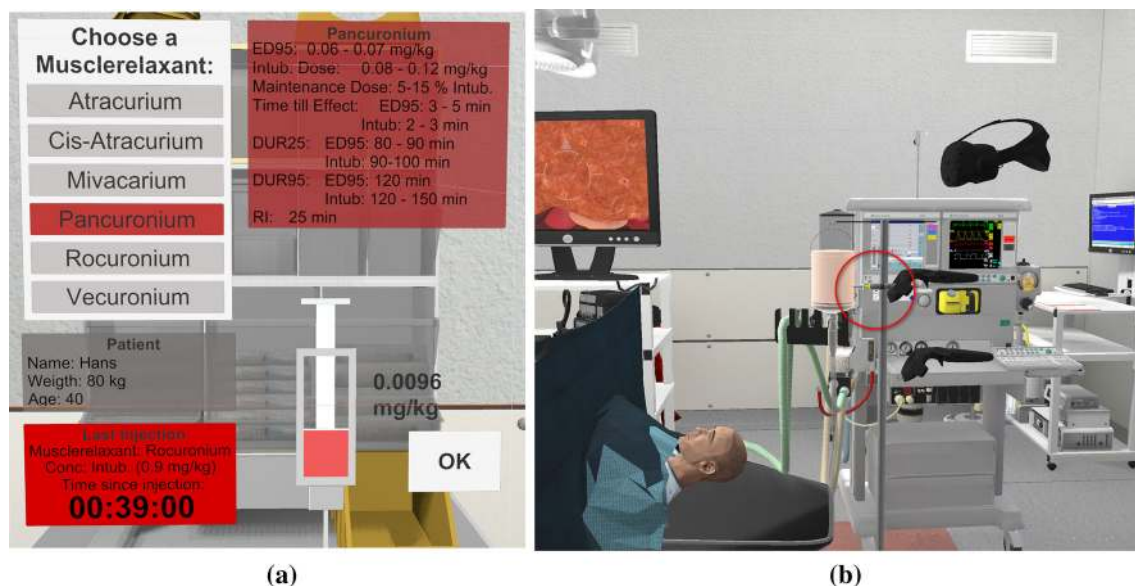 Choose a
Musclerelaxant:
Atracurium
Cis-Atracurium
Mivacarium
Pancuronium
Rocuronium
Vecuronium
Pancuronium
ED95: 0.06 - 0.07 mg/kg
Intub. Dose: 0.08 - 0.12 mg/kg
Maintenance Dose: 5-15 % Intub.
Time till Effect: ED95: 3 - 5 min
Intub: 2 - 3 min
DUR25: ED95: 80 - 90 min
Intub: 90-100 min
DUR95: ED95: 120 min
Intub: 120 - 150 min
RI: 25 min
Patient
Name: Hans
Weigth: 80 kg
Age: 40
0.0096
mg/kg
Last Injection
Musclerelaxant: Rocuronium
Conc: Intub. (0.9 mg/kg)
Time since injection:
00:39:00
OK
(a)
(b)